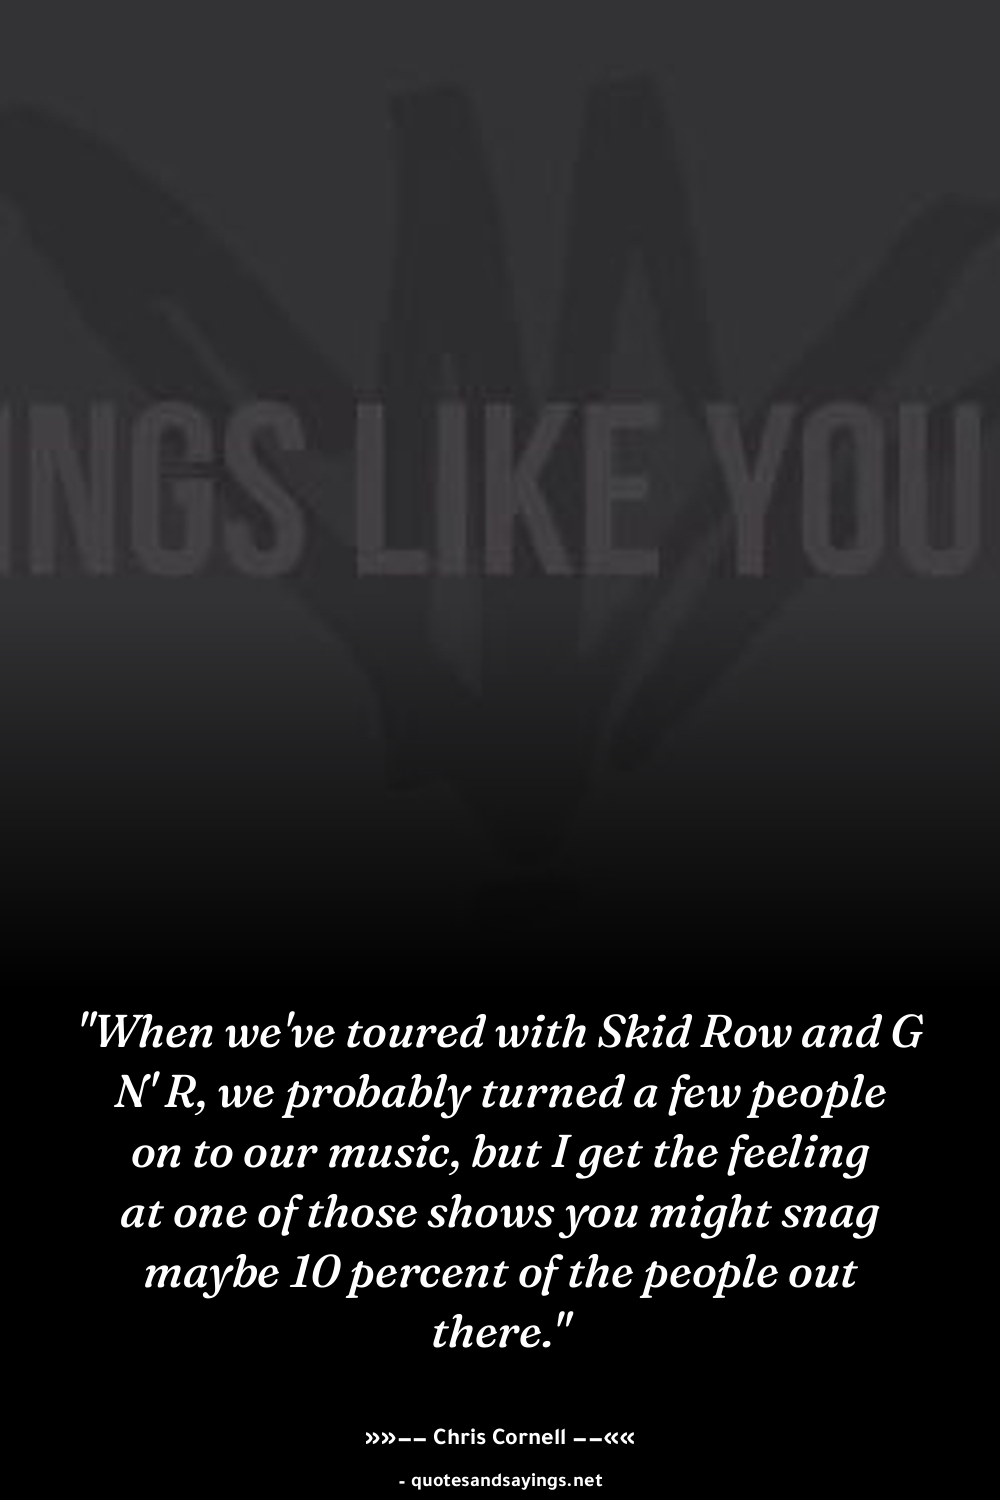 INGS LIKE YOU
"When we've toured with Skid Row and G
N' R, we probably turned a few people
on to our music, but I get the feeling
at one of those shows you might snag
maybe 10 percent of the people out
there."
»»–– Chris Cornell ––««
- quotesandsayings.net